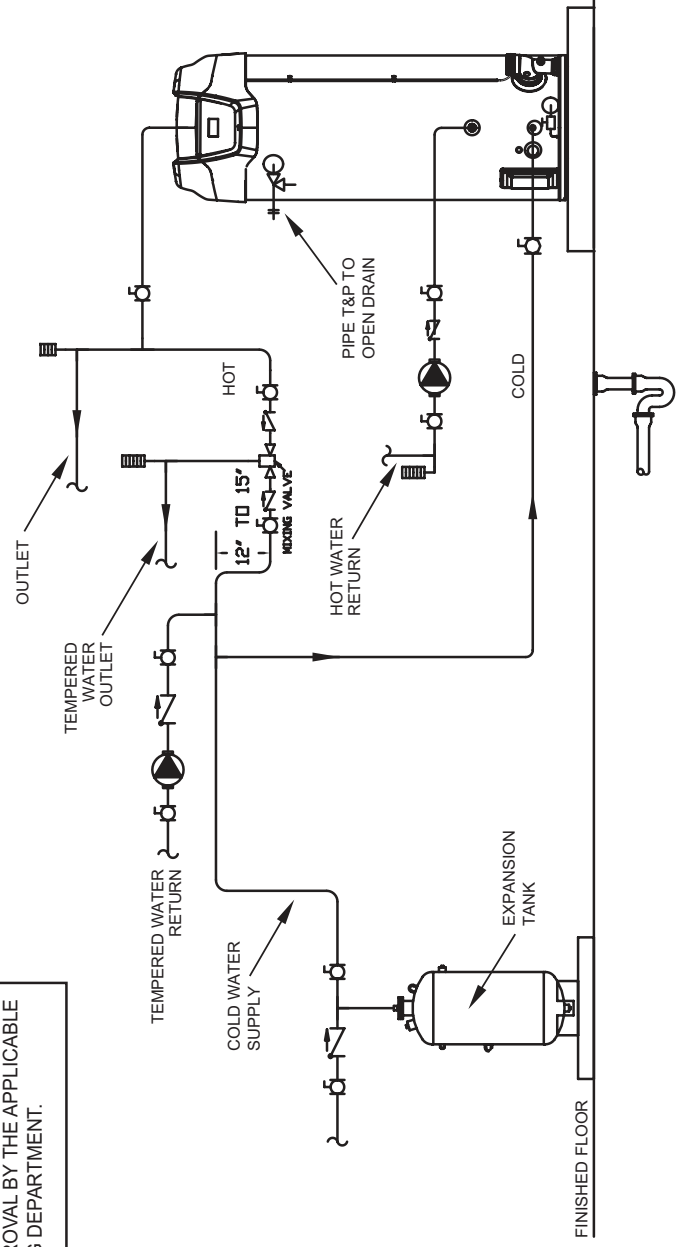 ROVAL BY THE APPLICABLE
DEPARTMENT.
OUTLET
TEMPERED
WATER
OUTLET
TEMPERED WATER
RETURN
COLD WATER
SUPPLY
EXPANSION
TANK
FINISHED FLOOR
12" TO 15"
MIXING VALVE
HOT
HOT WATER
RETURN
PIPE T&P TO
OPEN DRAIN
COLD